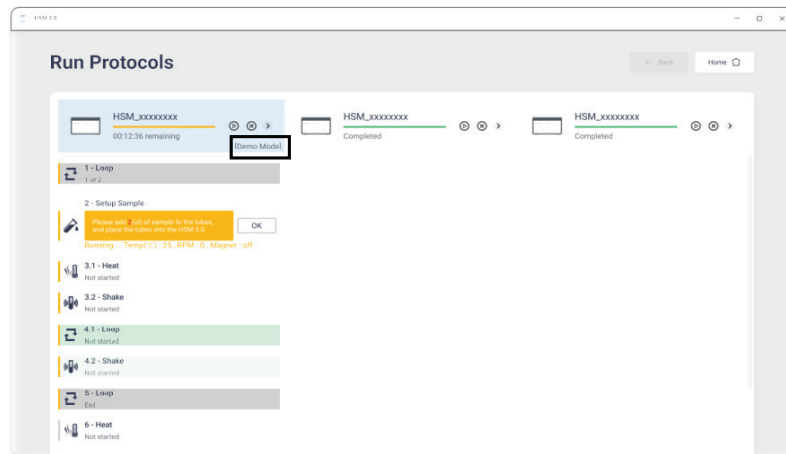 HSM 3.0
Run Protocols
← Back
Home
HSM_xxxxxxxx
00:12:36 remaining
[Demo Model]
HSM_xxxxxxxx
Completed
HSM_xxxxxxxx
Completed
1 - Loop
1 of 2
2 - Setup Sample
Please add 2(ul) of sample to the tubes,
and place the tubes into the HSM 3.0
OK
Running ... Temp(°C) : 25 , RPM : 0 , Magnet : off
3.1 - Heat
Not started
3.2 - Shake
Not started
4.1 - Loop
Not started
4.2 - Shake
Not started
5 - Loop
End
6 - Heat
Not started